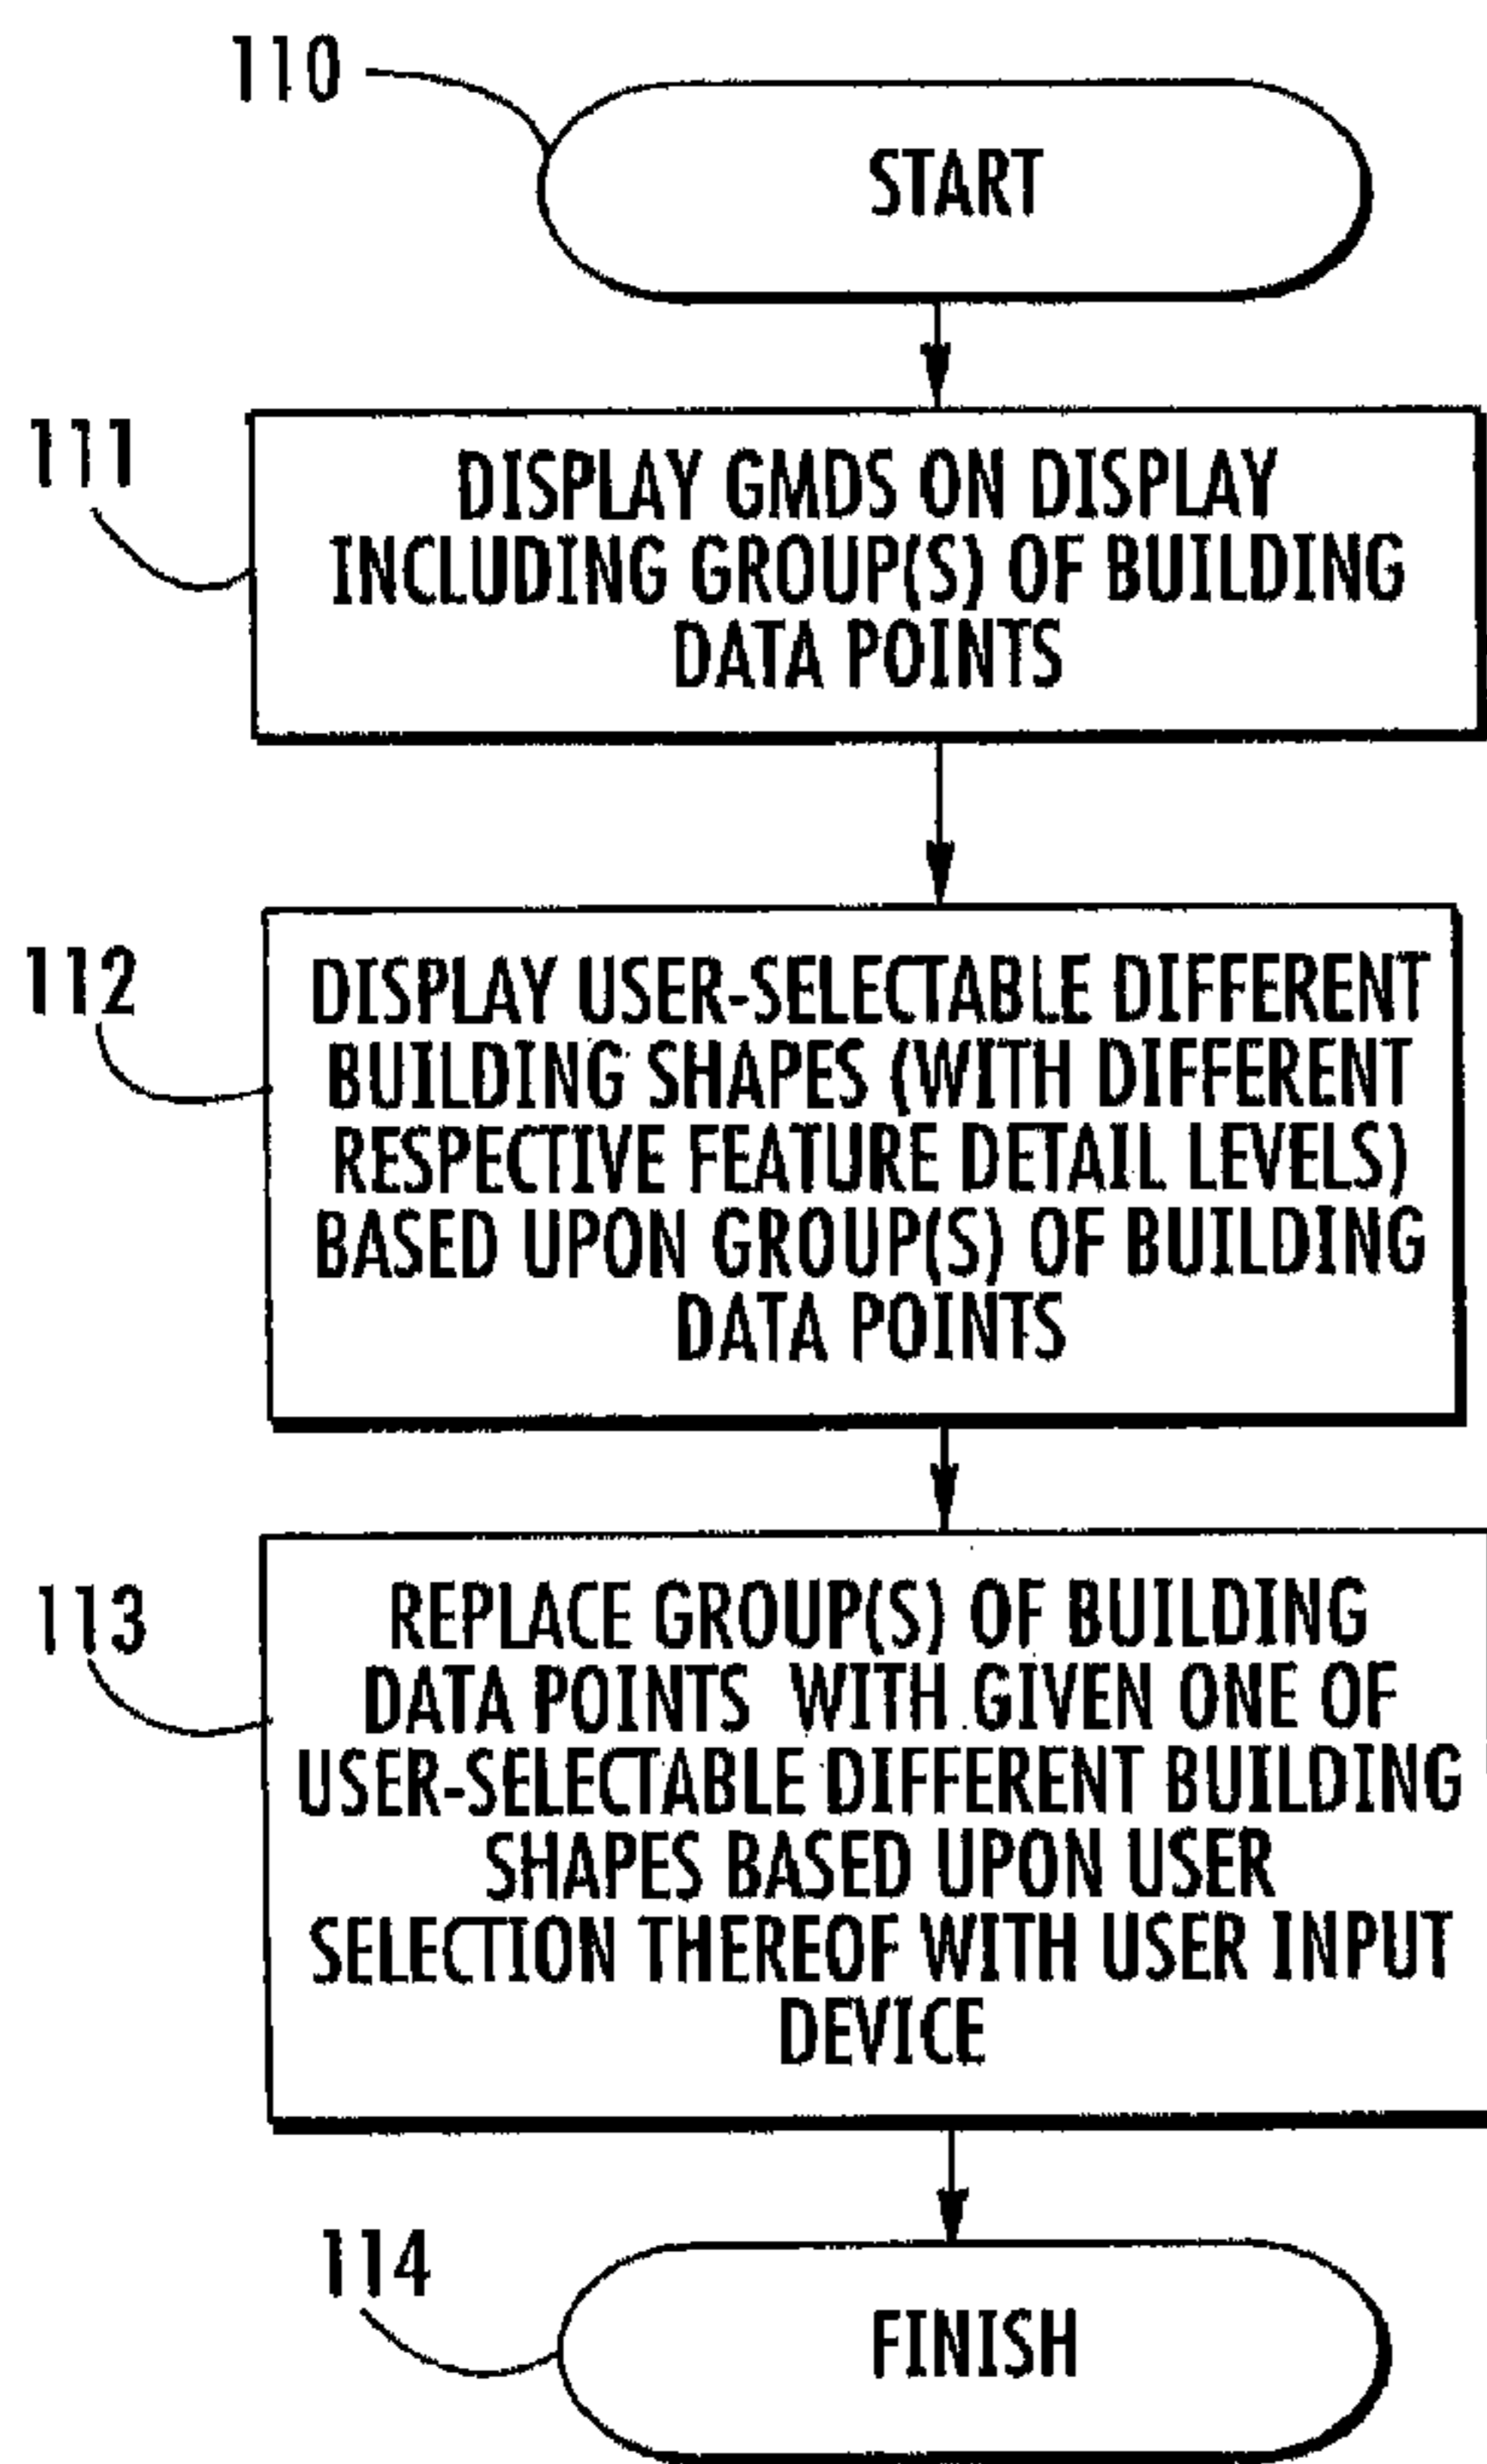 110
START
111
DISPLAY GMDS ON DISPLAY
INCLUDING GROUP(S) OF BUILDING
DATA POINTS
112
DISPLAY USER-SELECTABLE DIFFERENT
BUILDING SHAPES (WITH DIFFERENT
RESPECTIVE FEATURE DETAIL LEVELS)
BASED UPON GROUP(S) OF BUILDING
DATA POINTS
113
REPLACE GROUP(S) OF BUILDING
DATA POINTS WITH GIVEN ONE OF
USER-SELECTABLE DIFFERENT BUILDING
SHAPES BASED UPON USER
SELECTION THEREOF WITH USER INPUT
DEVICE
114
FINISH